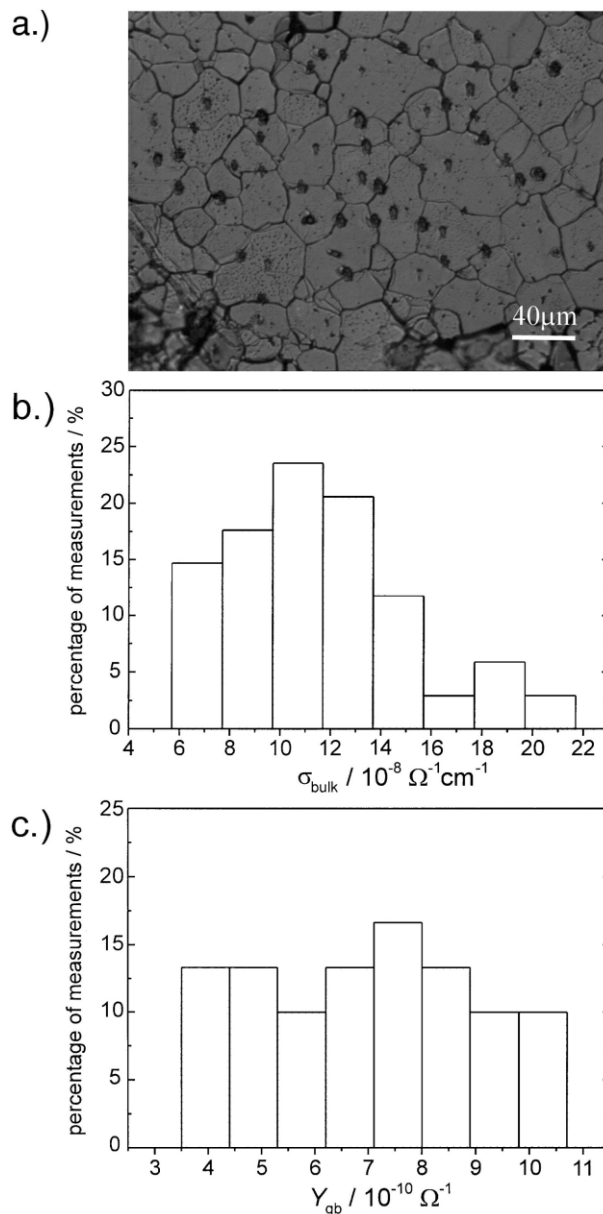 a.)
40μm
b.)
percentage of measurements / %
30
25
20
15
10
5
0
4 6 8 10 12 14 16 18 20 22
σbulk / 10⁻⁸ Ω⁻¹cm⁻¹
c.)
percentage of measurements / %
25
20
15
10
5
0
3 4 5 6 7 8 9 10 11
Ygb / 10⁻¹⁰ Ω⁻¹